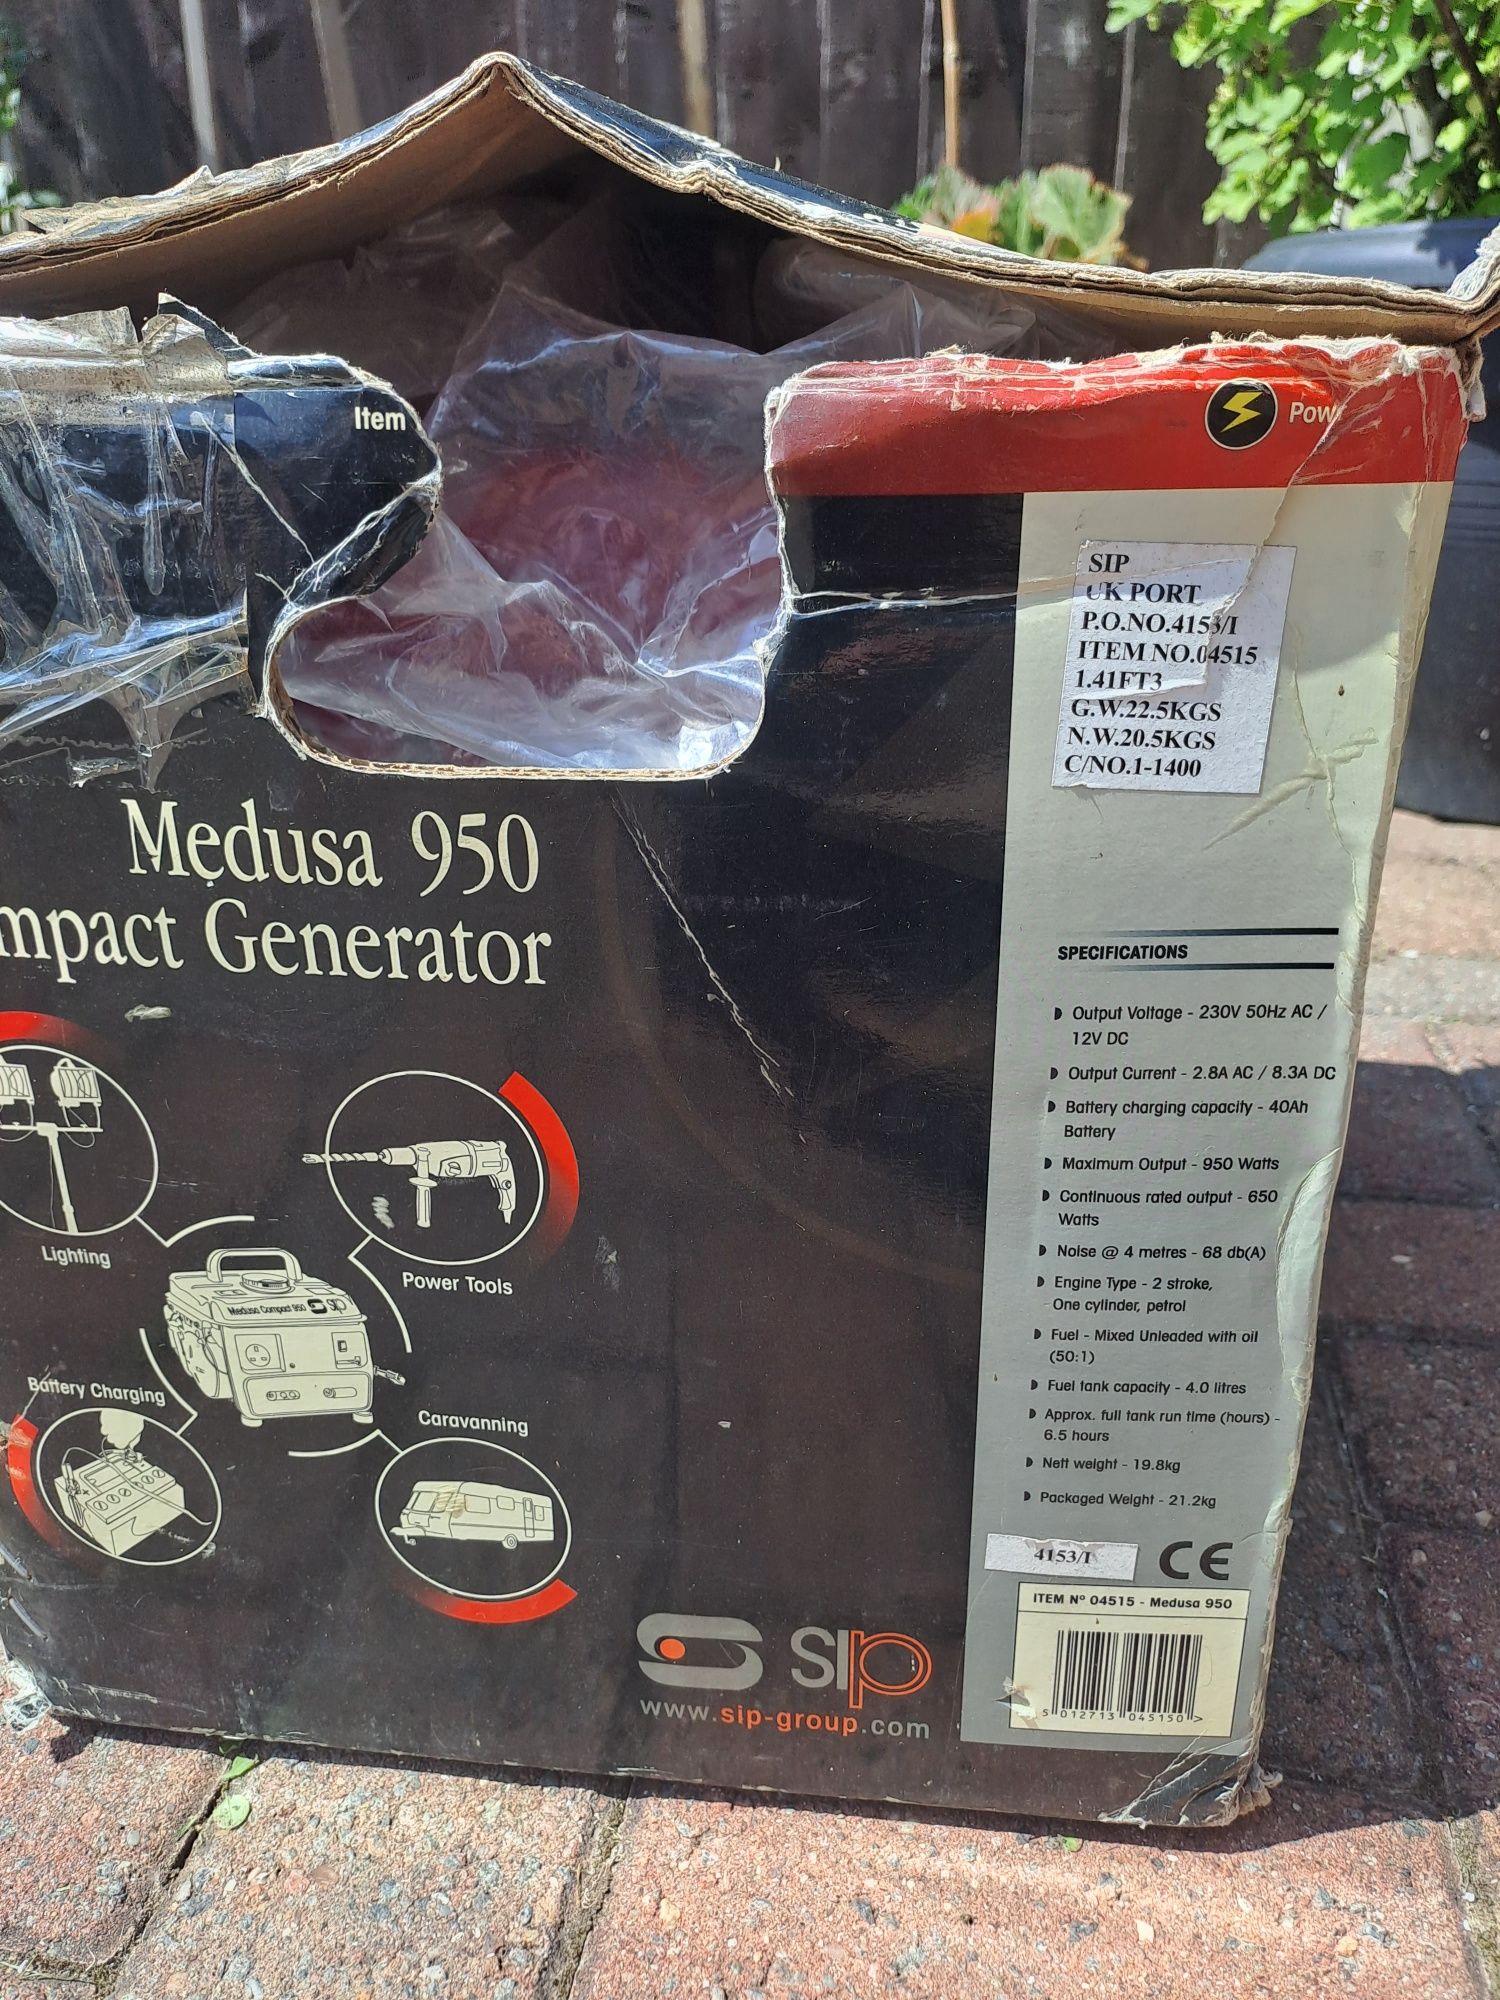 Item
SIP
UK PORT
P.O.NO.4153/I
ITEM NO.04515
1.41FT3
G.W.22.5KGS
N.W.20.5KGS
C/NO.1-1400
Medusa 950
mpact Generator
Lighting
Power Tools
Medusa Compact 950 SIP
Battery Charging
Caravanning
SPECIFICATIONS
Output Voltage - 230V 50Hz AC /
12V DC
Output Current - 2.8A AC / 8.3A DC
Battery charging capacity - 40Ah
Battery
Maximum Output - 950 Watts
Continuous rated output - 650
Watts
Noise @ 4 metres - 68 db(A)
Engine Type - 2 stroke,
One cylinder, petrol
Fuel - Mixed Unleaded with oil
(50:1)
Fuel tank capacity - 4.0 litres
Approx. full tank run time (hours) -
6.5 hours
Nett weight - 19.8kg
Packaged Weight - 21.2kg
4153/I
CE
ITEM Nº 04515 - Medusa 950
5 012713 045150 >
SIP
www.sip-group.com